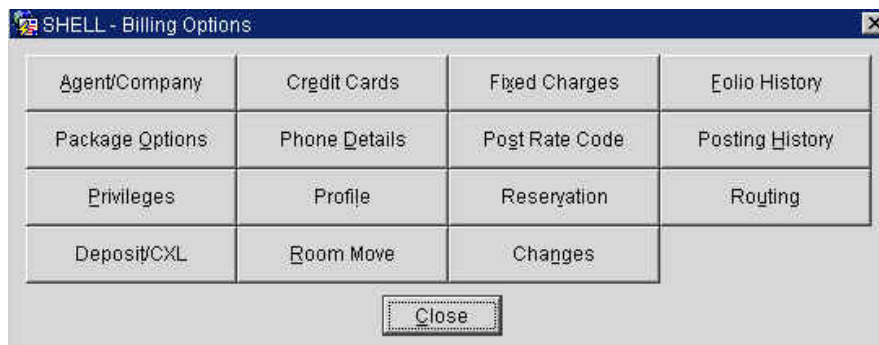 SHELL - Billing Options
Agent/Company Credit Cards Fixed Charges Folio History
Package Options Phone Details Post Rate Code Posting History
Privileges Profile Reservation Routing
Deposit/CXL Room Move Changes
Close